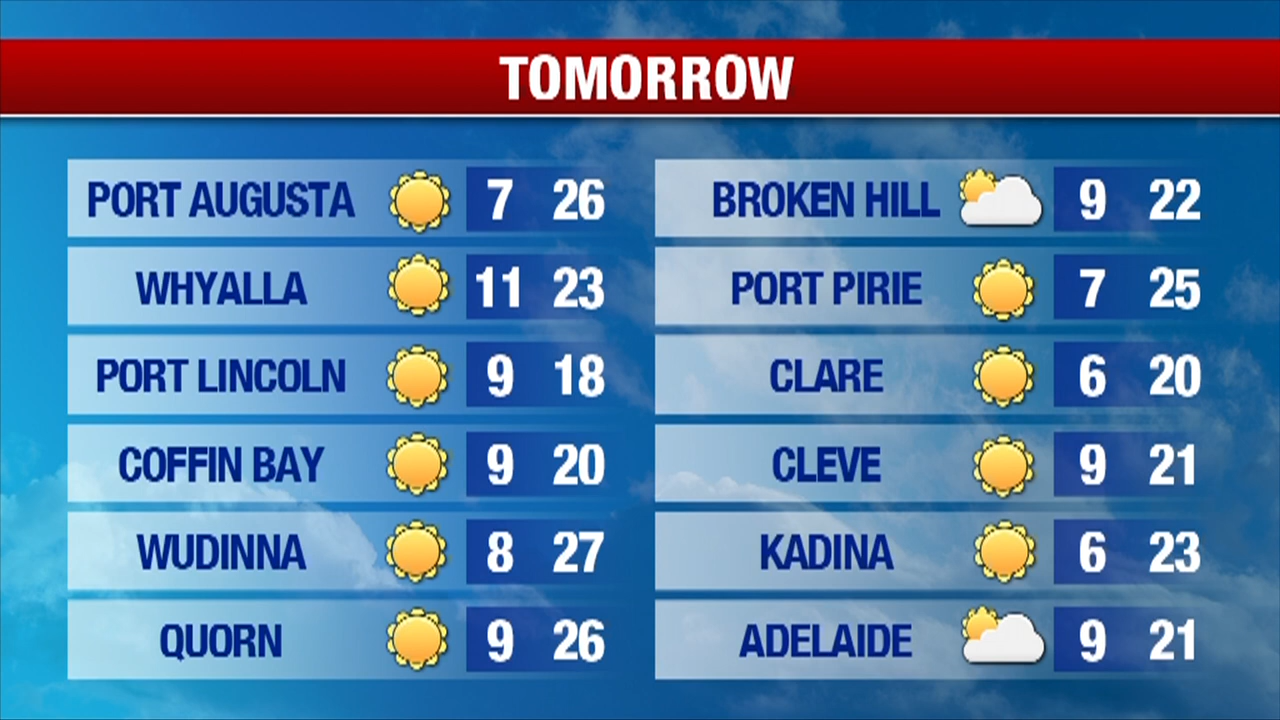 TOMORROW
PORT AUGUSTA 7 26
WHYALLA 11 23
PORT LINCOLN 9 18
COFFIN BAY 9 20
WUDINNA 8 27
QUORN 9 26
BROKEN HILL 9 22
PORT PIRIE 7 25
CLARE 6 20
CLEVE 9 21
KADINA 6 23
ADELAIDE 9 21